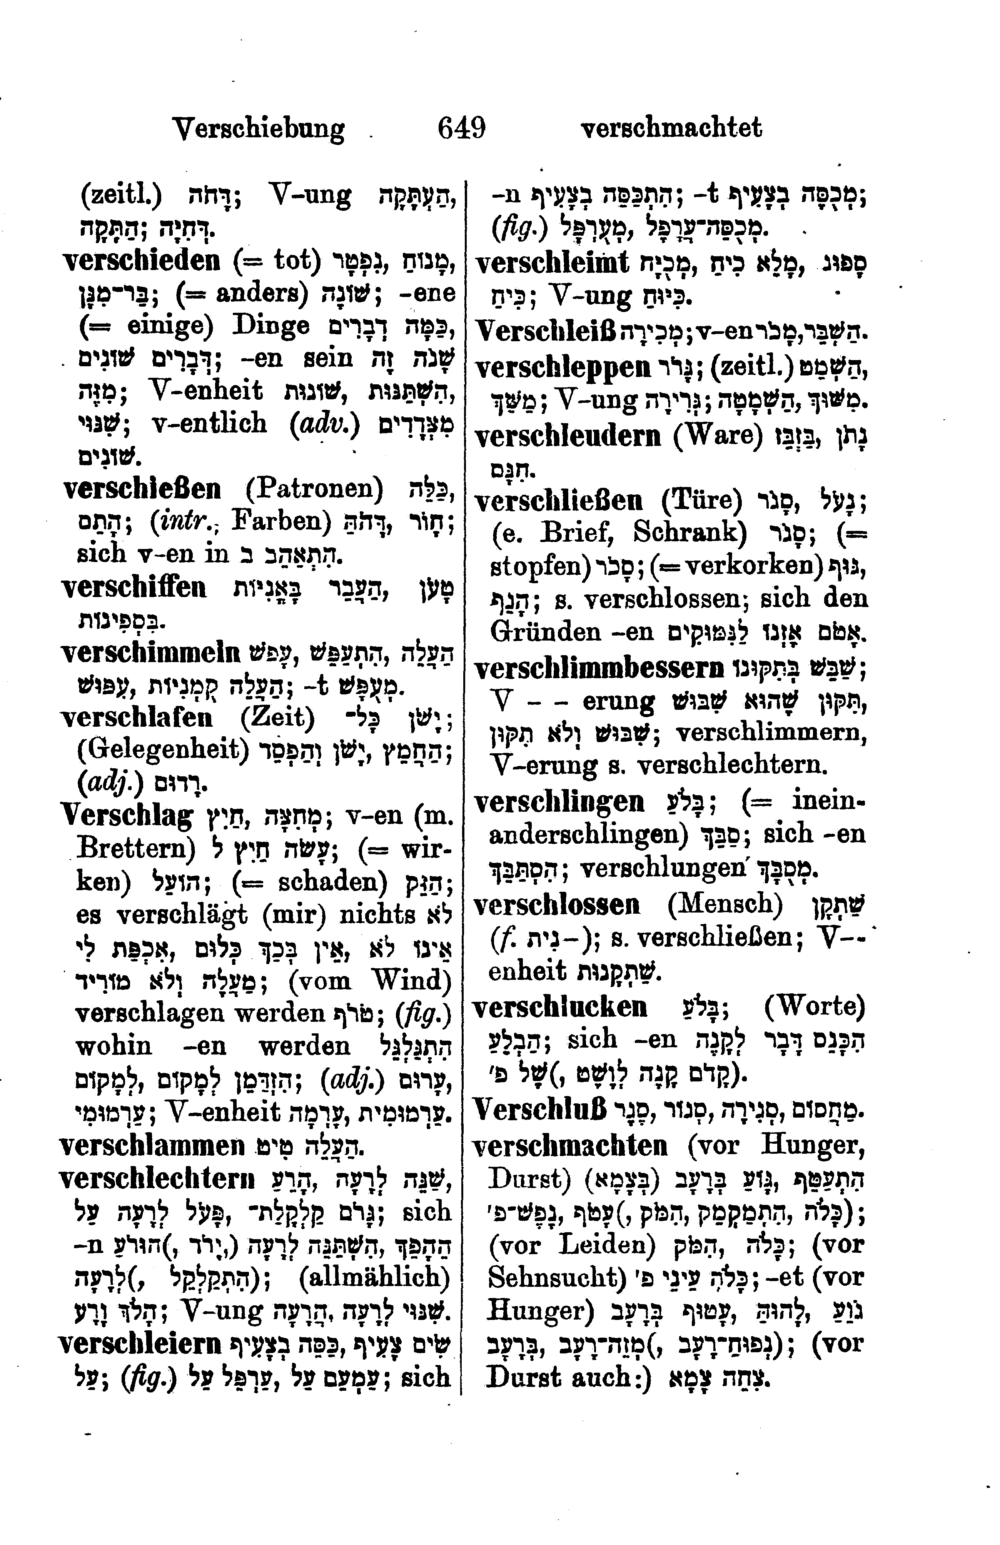 Verschiebung 649 verschmachtet
(zeitl.) דָּחֹה; V-ung הַעְתָּקָה,
דְּחִיָּה; הַתָּקָה.
verschieden (= tot) מָנוֹחַ, נִפְטָר,
בַּר־מִנָּן; (= anders) שׁוֹנֶה; -ene
(= einige) Dinge כַּמָּה דְבָרִים,
דְּבָרִים שׁוֹנִים; -en sein שָׁנֹה זֶה
מִזֶּה; V-enheit הִשְׁתַּנּוּת, שׁוֹנוּת,
שִׁנּוּי; v-entlich (adv.) מִצְּדָדִים
שׁוֹנִים.
verschießen (Patronen) כַּלֵּה,
הָתֵם; (intr., Farben) דָּהֹה, חָוֹר;
sich v-en in הִתְאַהֵב ב.
verschiffen טָעֹן, הַעֲבֵר בָּאֳנִיּוֹת
בִּסְפִינוֹת.
verschimmeln הַעֲלֵה, הִתְעַפֵּשׁ, עָפֹשׁ
הַעֲלֵה קִמְּנִיּוֹת, עִפּוּשׁ; -t מְעֻפָּשׁ.
verschlafen (Zeit) יָשֹׁן כָּל־;
(Gelegenheit) הַחֲמֵץ, יָשֹׁן וְהַפְסֵד;
(adj.) רָדוּם.
Verschlag מְחִצָּה, חַיִץ; v-en (m.
Brettern) עָשֹׂה חַיִץ ל; (= wir-
ken) הוֹעֵל; (= schaden) הַזֵּק;
es verschlägt (mir) nichts לֹא
אִכְפַּת לִי, אֵין בְּכָךְ כְּלוּם, אֵינוֹ לֹא
מַעֲלֶה וְלֹא מוֹרִיד; (vom Wind)
verschlagen werden טֹרֹף; (fig.)
wohin -en werden הִתְגַּלְגֵּל
לְמָקוֹם, הִזְדַּמֵּן לְמָקוֹם; (adj.) עָרוּם,
עַרְמוּמִי; V-enheit עַרְמוּמִית, עָרְמָה.
verschlammen הַעֲלֵה טִיט.
verschlechtern שַׁנֵּה לְרָעָה, הָרֵעַ,
גָּרֹם קִלְקַלַת־, פָּעֹל לְרָעָה עַל; sich
-n הֵהָפֵךְ, הִשְׁתַּנֵּה לְרָעָה (יָרֹד, הוּרֹעַ),
לְרָעָה (הִתְקַלְקֵל); (allmählich)
הָלֹךְ וָרֵעַ; V-ung שִׁנּוּי לְרָעָה, הֲרָעָה.
verschleiern שִׂים צָעִיף, כַּסֵּה בְצָעִיף
עַל; (fig.) עַמְעֵם עַל, עַרְפֵּל עַל; sich
-n הִתְכַּסֵּה בְצָעִיף; -t מְכֻסֶּה בְצָעִיף;
(fig.) מְכֻסֵּה־עֲרָפֶל, מְעֻרְפָּל.
verschleimt מָלֵא כִיחַ, מְכֻיָּח, סָפוּג
כִּיחַ; V-ung כִּיּוּחַ.
Verschleiß מְכִירָה; v-en הַשְׁבֵּר, מָכֹר.
verschleppen גָּרֹר; (zeitl.) הַשְׁמֵט,
מַשֵּׁךְ; V-ung גְּרִירָה; הַשְׁמָטָה, מִשּׁוּךְ.
verschleudern (Ware) בַּזְבֵּז, נָתֹן
חִנָּם.
verschließen (Türe) סָגֹר, נָעֹל;
(e. Brief, Schrank) סָגֹר; (=
stopfen) סָכֹר; (= verkorken) גּוּף,
הָגֵף; s. verschlossen; sich den
Gründen -en אָטֹם אָזְנוֹ לַנִּמּוּקִים.
verschlimmbessern שַׁבֵּשׁ בְּתִקּוּנוֹ;
V - - erung תִּקּוּן שֶׁהוּא שִׁבּוּשׁ,
שִׁבּוּשׁ וְלֹא תִקּוּן; verschlimmern,
V-erung s. verschlechtern.
verschlingen בָּלֹעַ; (= inein-
anderschlingen) סַבֵּךְ; sich -en
הִסְתַּבֵּךְ; verschlungen מְסֻבָּךְ.
verschlossen (Mensch) שַׁתְקָן
(f. -נִית); s. verschließen; V--
enheit שַׁתְקָנוּת.
verschlucken בָּלֹעַ; (Worte)
הַבְלַע; sich -en הִכָּנֵס דָּבָר לְקָנֶה
(קֹדֶם קָנֶה לְוֵשֶׁט), שֶׁל פ'.
Verschluß סֶגֶר, סְגוֹר, סְגִירָה, מַחֲסוֹם.
verschmachten (vor Hunger,
Durst) הִתְעַטֵּף, גָּוֹעַ בְּרָעָב (בְּצָמָא)
(כָּלֹה, הִתְמַקְמֵק, הִמֹּק), עָטֹף, נֶפֶשׁ־פ';
(vor Leiden) כָּלֹה, הִמֹּק; (vor
Sehnsucht) כָּלֹה עֵינֵי פ'; -et (vor
Hunger) גֹּוֵעַ, לָהוּהַּ, עָטוּף בְּרָעָב
(נְפוּחַ־רָעָב, מְזֵה־רָעָב), בְּרָעָב; (vor
Durst auch:) צִחֵה צָמָא.